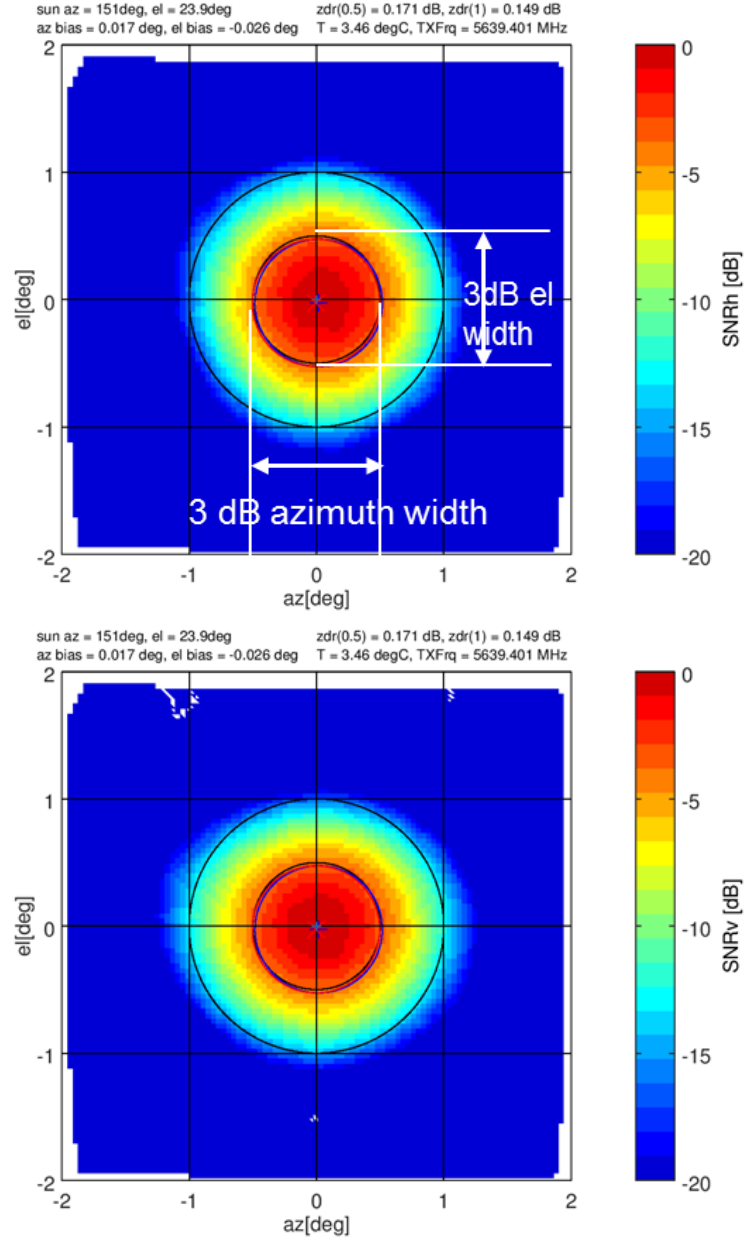 sun az = 151deg, el = 23.9deg zdr(0.5) = 0.171 dB, zdr(1) = 0.149 dB
az bias = 0.017 deg, el bias = -0.026 deg T = 3.46 degC, TXFrq = 5639.401 MHz
2
1
0
-1
-2
el[deg]
3dB el
width
3 dB azimuth width
-2 -1 0 1 2
az[deg]
0
-5
-10
-15
-20
SNRh [dB]
sun az = 151deg, el = 23.9deg zdr(0.5) = 0.171 dB, zdr(1) = 0.149 dB
az bias = 0.017 deg, el bias = -0.026 deg T = 3.46 degC, TXFrq = 5639.401 MHz
2
1
0
-1
-2
el[deg]
-2 -1 0 1 2
az[deg]
0
-5
-10
-15
-20
SNRv [dB]